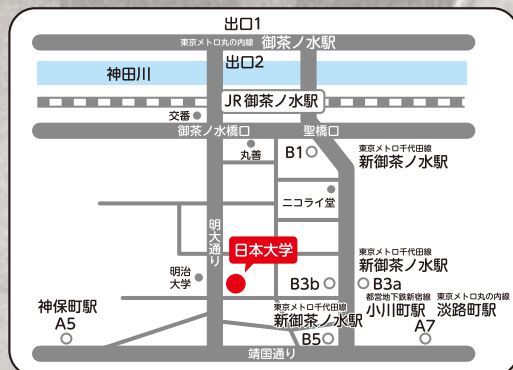 出口1
東京メトロ丸の内線 御茶ノ水駅
出口2
神田川
JR御茶ノ水駅
交番
御茶ノ水橋口
聖橋口
丸善
B1
東京メトロ千代田線
新御茶ノ水駅
ニコライ堂
明大通り
日本大学
明治
大学
東京メトロ千代田線
新御茶ノ水駅
B3b
B3a
神保町駅
A5
東京メトロ千代田線
新御茶ノ水駅
B5
都営地下鉄新宿線
小川町駅
東京メトロ丸の内線
淡路町駅
A7
靖国通り